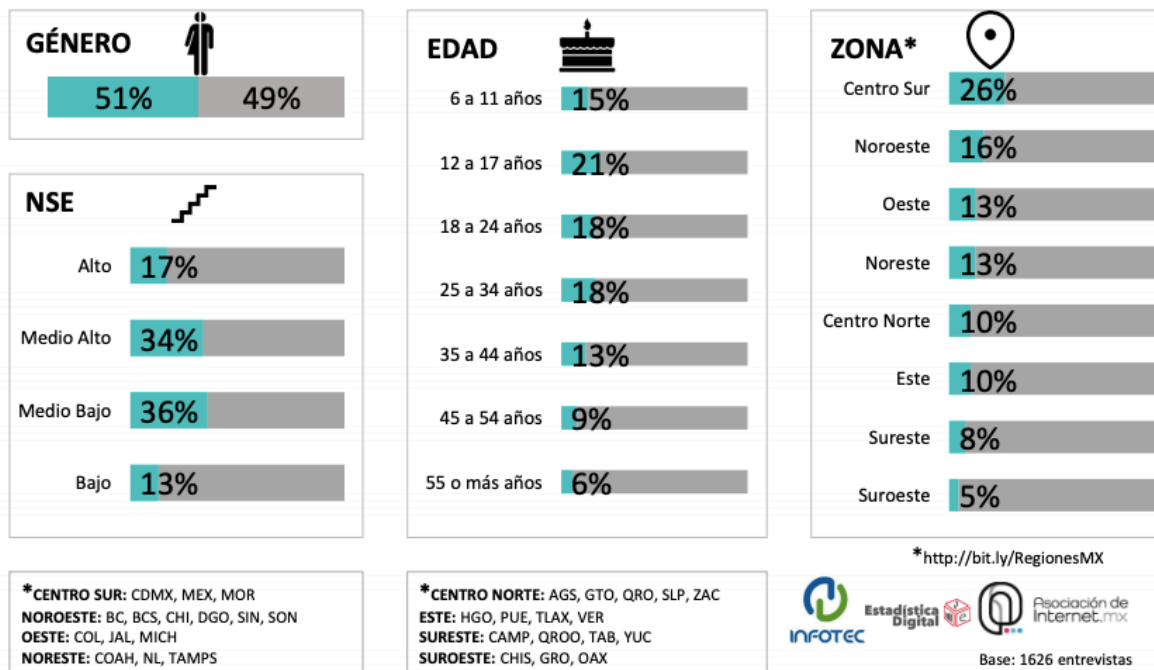 GÉNERO
51% 49%
NSE
Alto 17%
Medio Alto 34%
Medio Bajo 36%
Bajo 13%
EDAD
6 a 11 años 15%
12 a 17 años 21%
18 a 24 años 18%
25 a 34 años 18%
35 a 44 años 13%
45 a 54 años 9%
55 o más años 6%
ZONA*
Centro Sur 26%
Noroeste 16%
Oeste 13%
Noreste 13%
Centro Norte 10%
Este 10%
Sureste 8%
Suroeste 5%
*http://bit.ly/RegionesMX
*CENTRO SUR: CDMX, MEX, MOR
NOROESTE: BC, BCS, CHI, DGO, SIN, SON
OESTE: COL, JAL, MICH
NORESTE: COAH, NL, TAMPS
*CENTRO NORTE: AGS, GTO, QRO, SLP, ZAC
ESTE: HGO, PUE, TLAX, VER
SURESTE: CAMP, QROO, TAB, YUC
SUROESTE: CHIS, GRO, OAX
INFOTEC
Estadística
Digital
Asociación de
Internet.mx
Base: 1626 entrevistas